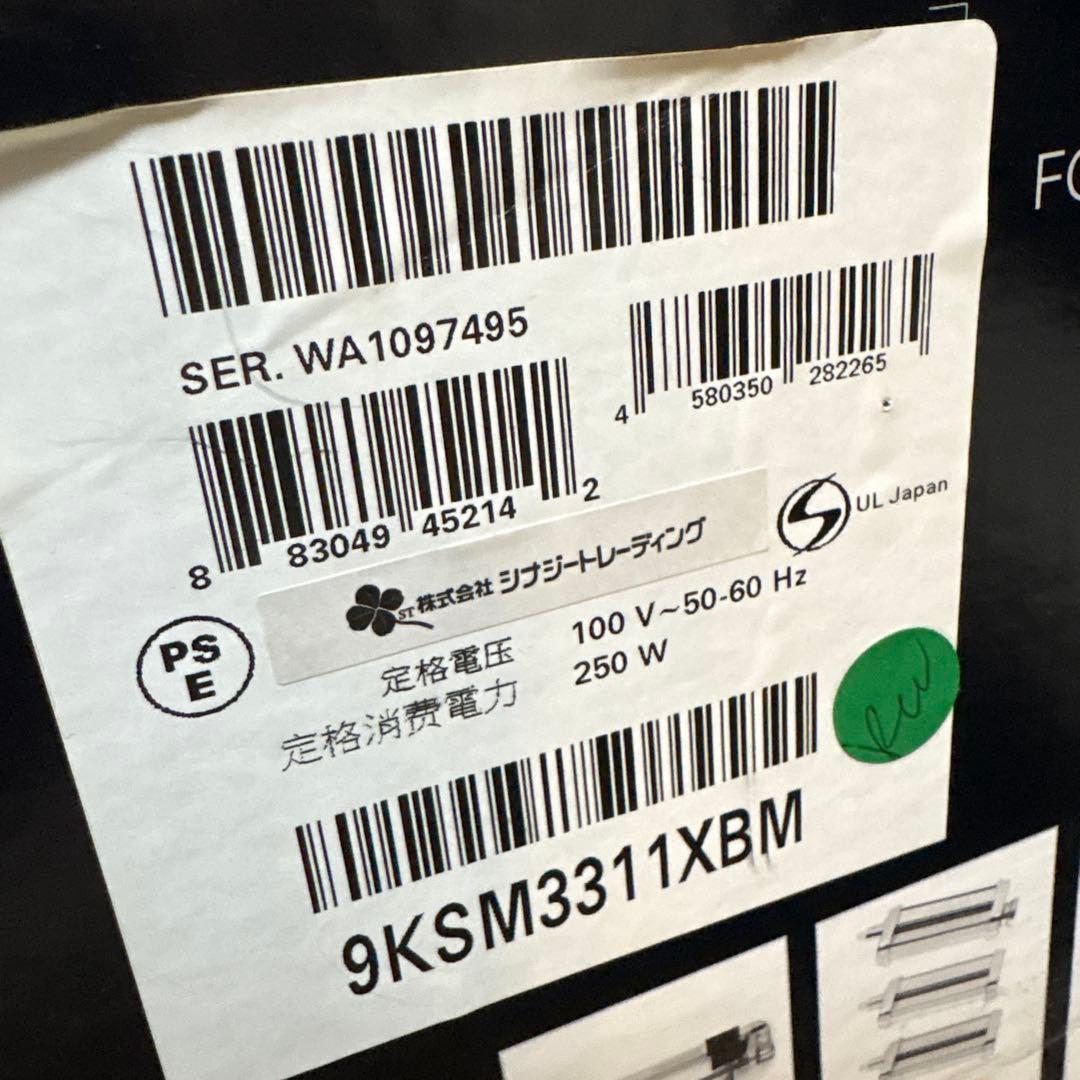 FO
SER. WA1097495
4 580350 282265
8 83049 45214 2
UL Japan
ST 株式会社 シナジートレーディング
PS
E
定格電圧 100 V~50-60 Hz
定格消費電力 250 W
9KSM3311XBM